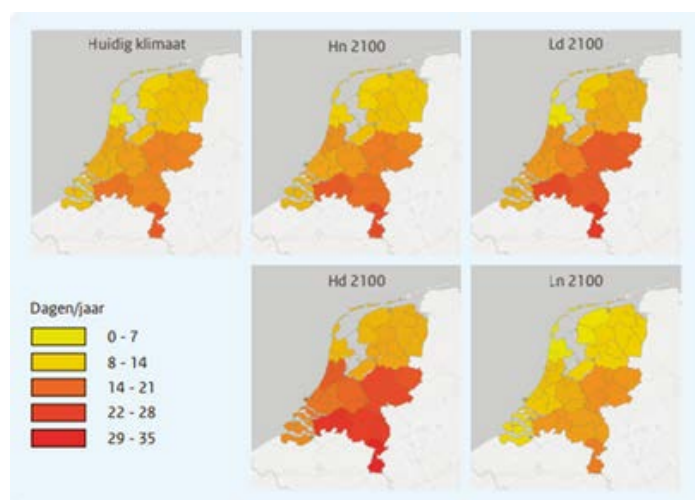 Huidig klimaat
Hn 2100
Ld 2100
Hd 2100
Ln 2100
Dagen/jaar
0 - 7
8 - 14
14 - 21
22 - 28
29 - 35